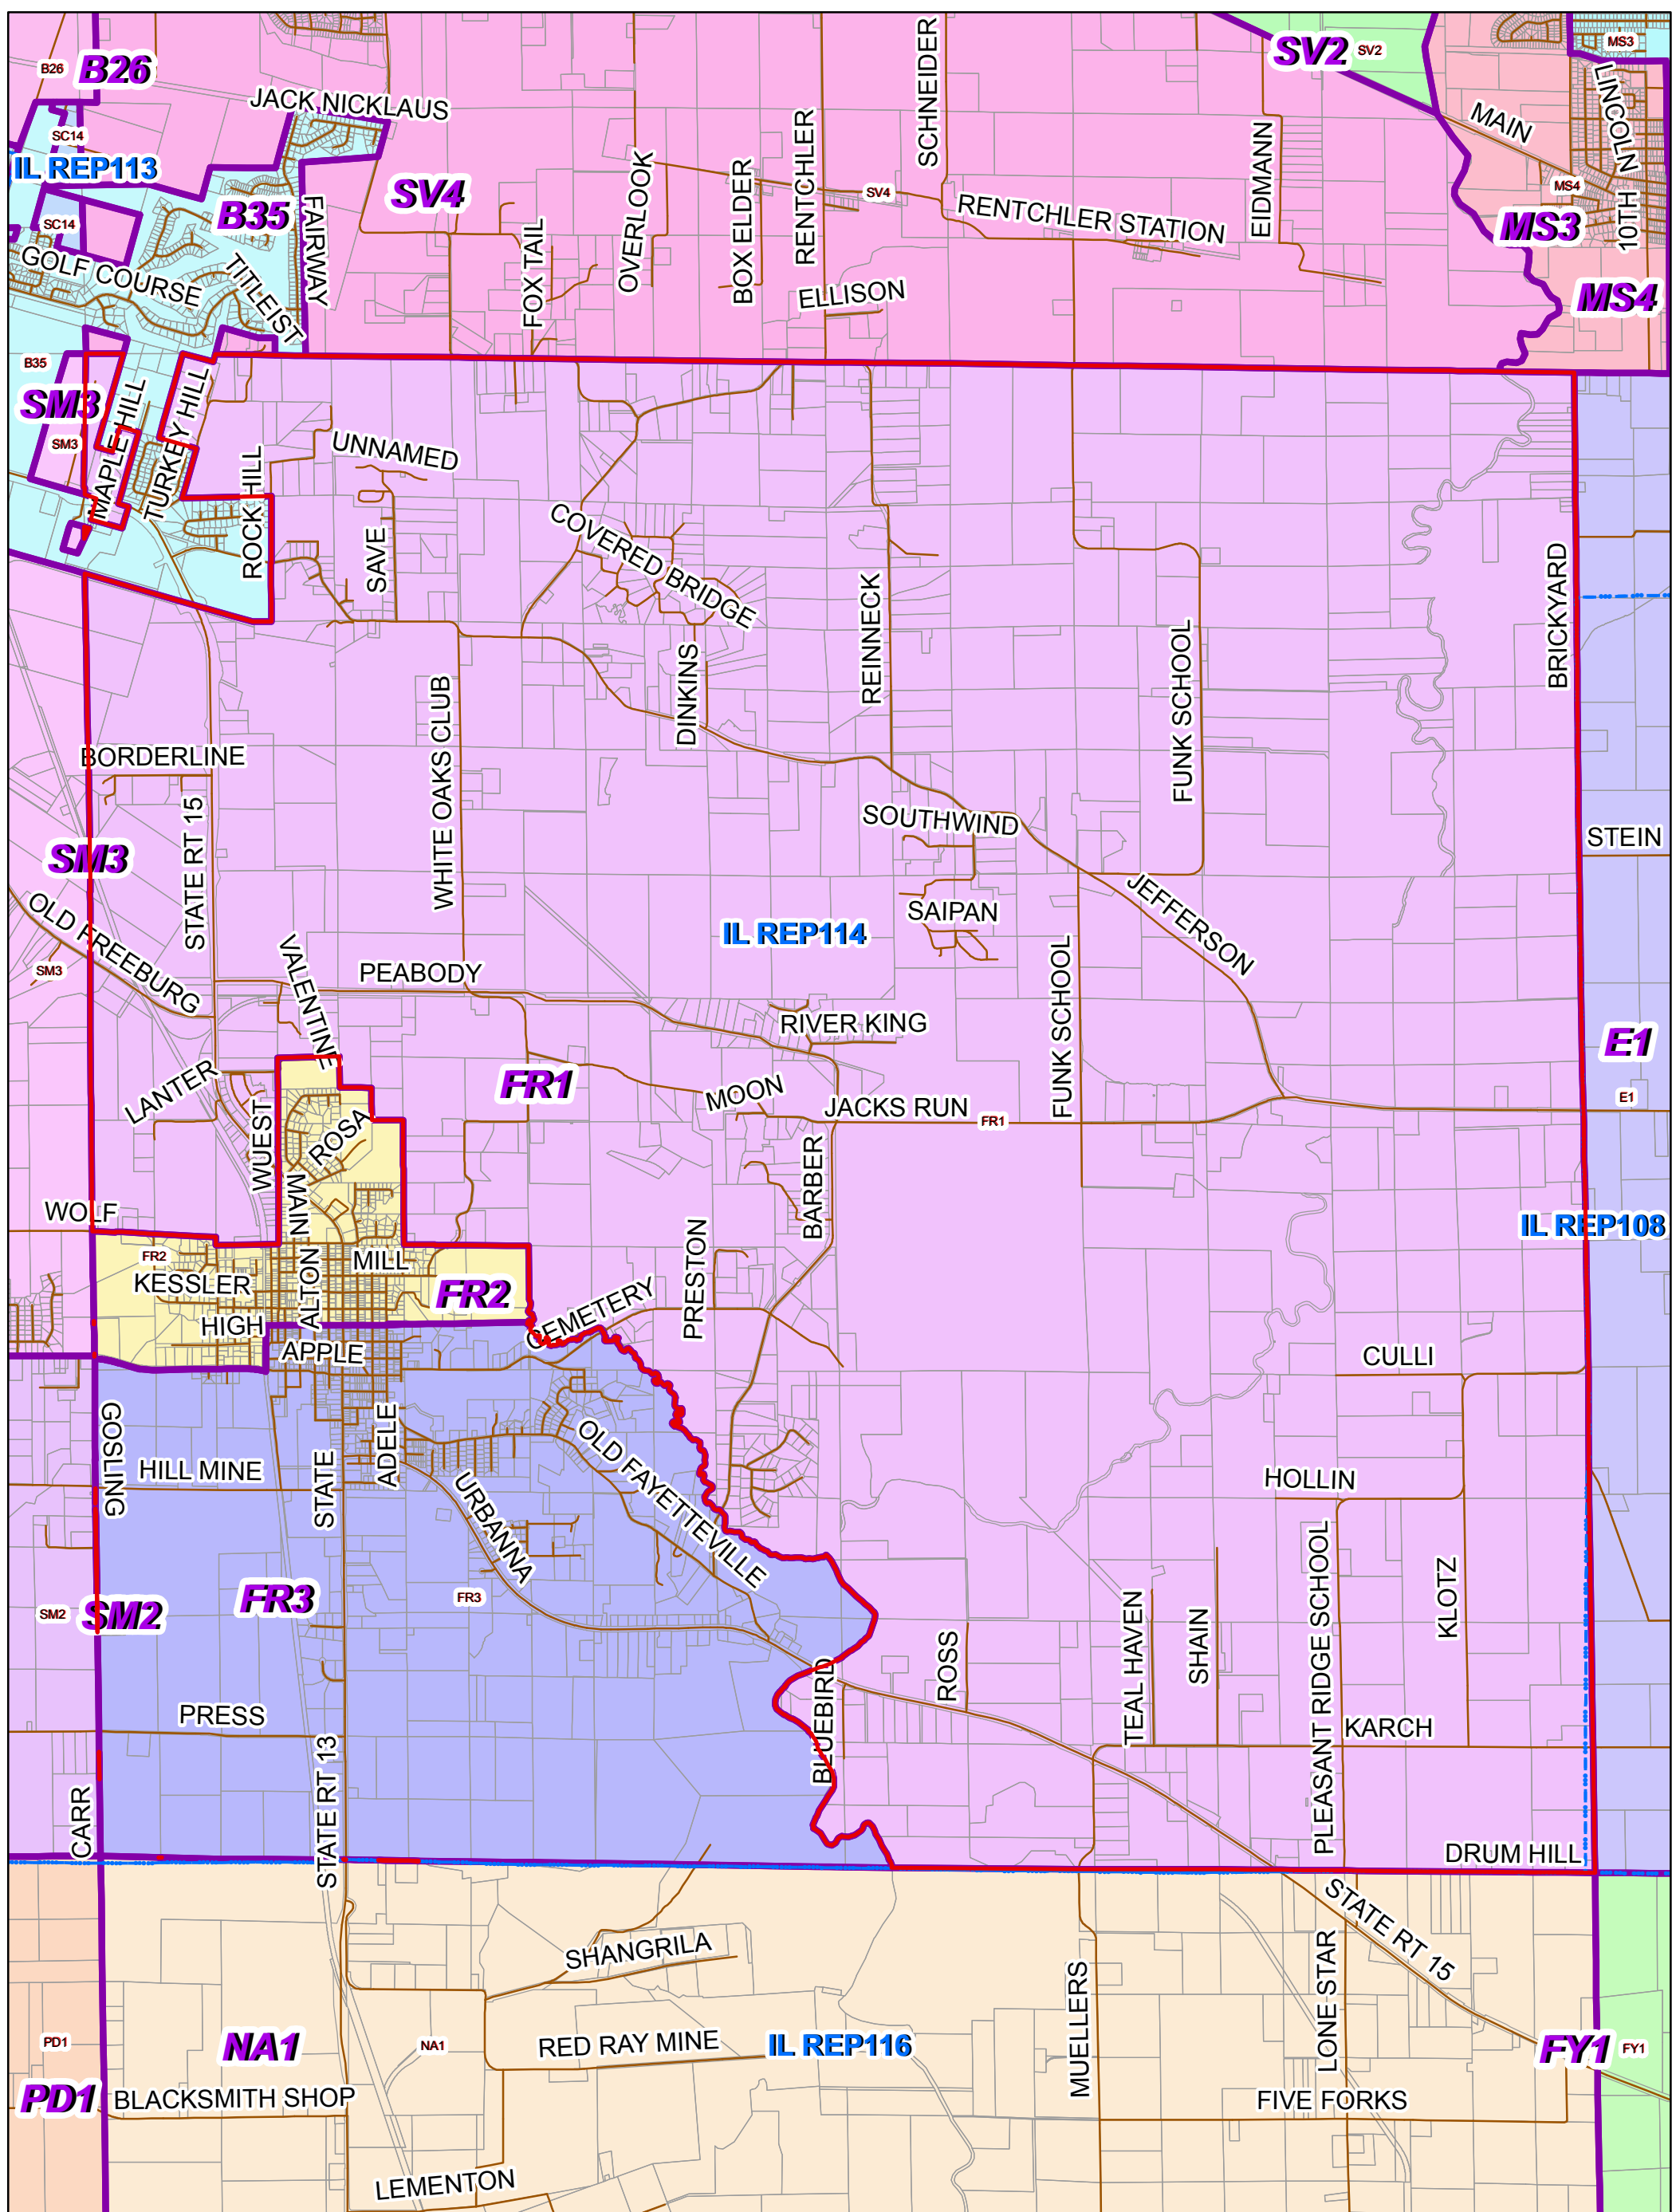 SV2
SV2
MS3
B26
B26
JACK NICKLAUS
SCHNEIDER
LINCOLN
MAIN
SC14
IL REP113
RENTCHLER
EIDMANN
OVERLOOK
BOX ELDER
SV4
SV4
MS4
B35
SC14
FAIRWAY
RENTCHLER STATION
MS3
10TH
GOLF COURSE
TITLEIST
FOX TAIL
ELLISON
MS4
B35
SM3
SM3
MAPLE HILL
TURKEY HILL
ROCK HILL
UNNAMED
SAVE
COVERED BRIDGE
REINNECK
BRICKYARD
DINKINS
FUNK SCHOOL
WHITE OAKS CLUB
BORDERLINE
STATE RT 15
SOUTHWIND
STEIN
SM3
OLD FREEBURG
SM3
SAIPAN
JEFFERSON
IL REP114
VALENTINE
PEABODY
FUNK SCHOOL
RIVER KING
E1
E1
LANTER
FR1
MOON
JACKS RUN
FR1
WUEST
ROSA
BARBER
WOLF
MAIN
IL REP108
FR2
KESSLER
ALTON
MILL
FR2
PRESTON
CEMETERY
HIGH
APPLE
CULLI
GOSLING
HILL MINE
STATE
ADELE
URBANNA
OLD FAYETTEVILLE
HOLLIN
PLEASANT RIDGE SCHOOL
KLOTZ
SM2
SM2
FR3
FR3
BLUEBIRD
ROSS
TEAL HAVEN
SHAIN
PRESS
KARCH
CARR
STATE RT 13
DRUM HILL
SHANGRILA
STATE RT 15
MUELLERS
LONE STAR
PD1
NA1
NA1
RED RAY MINE
IL REP116
FY1
FY1
PD1
BLACKSMITH SHOP
FIVE FORKS
LEMENTON